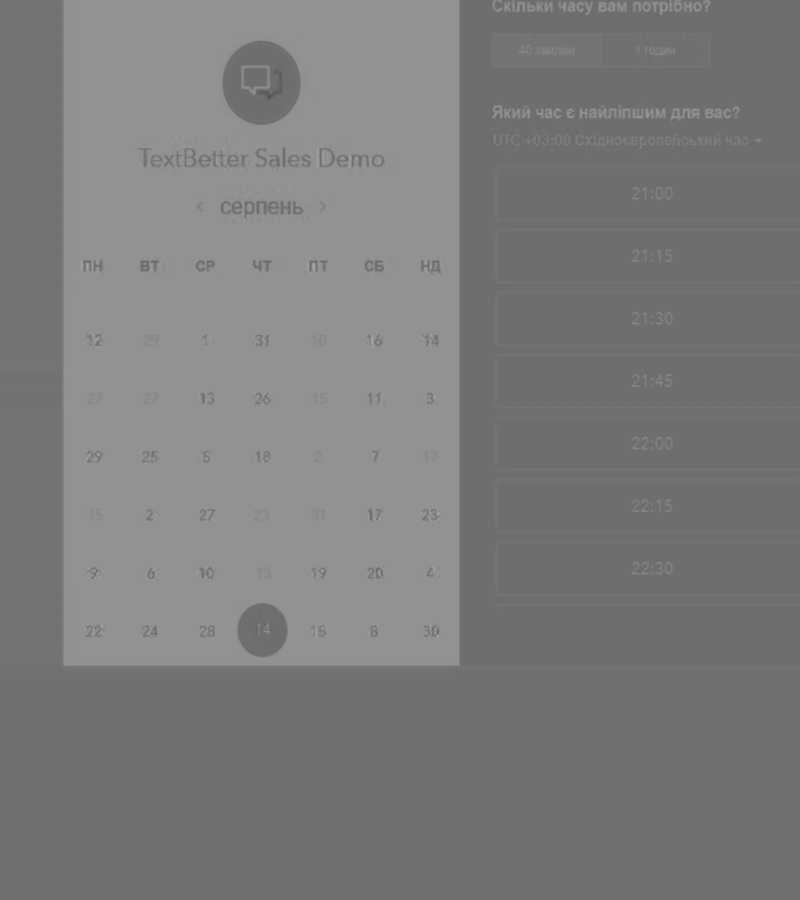 TextBetter Sales Demo
‹ серпень ›
ПН ВТ СР ЧТ ПТ СБ НД
12 29 1 31 10 16 14
27 27 13 26 15 11 3
29 25 5 18 2 7 17
15 2 27 23 31 17 23
9 6 10 13 19 20 4
22 24 28 14 15 8 30
Скільки часу вам потрібно?
40 хвилин 1 годин
Який час є найліпшим для вас?
UTC +03:00 Східноєвропейський час
21:00
21:15
21:30
21:45
22:00
22:15
22:30